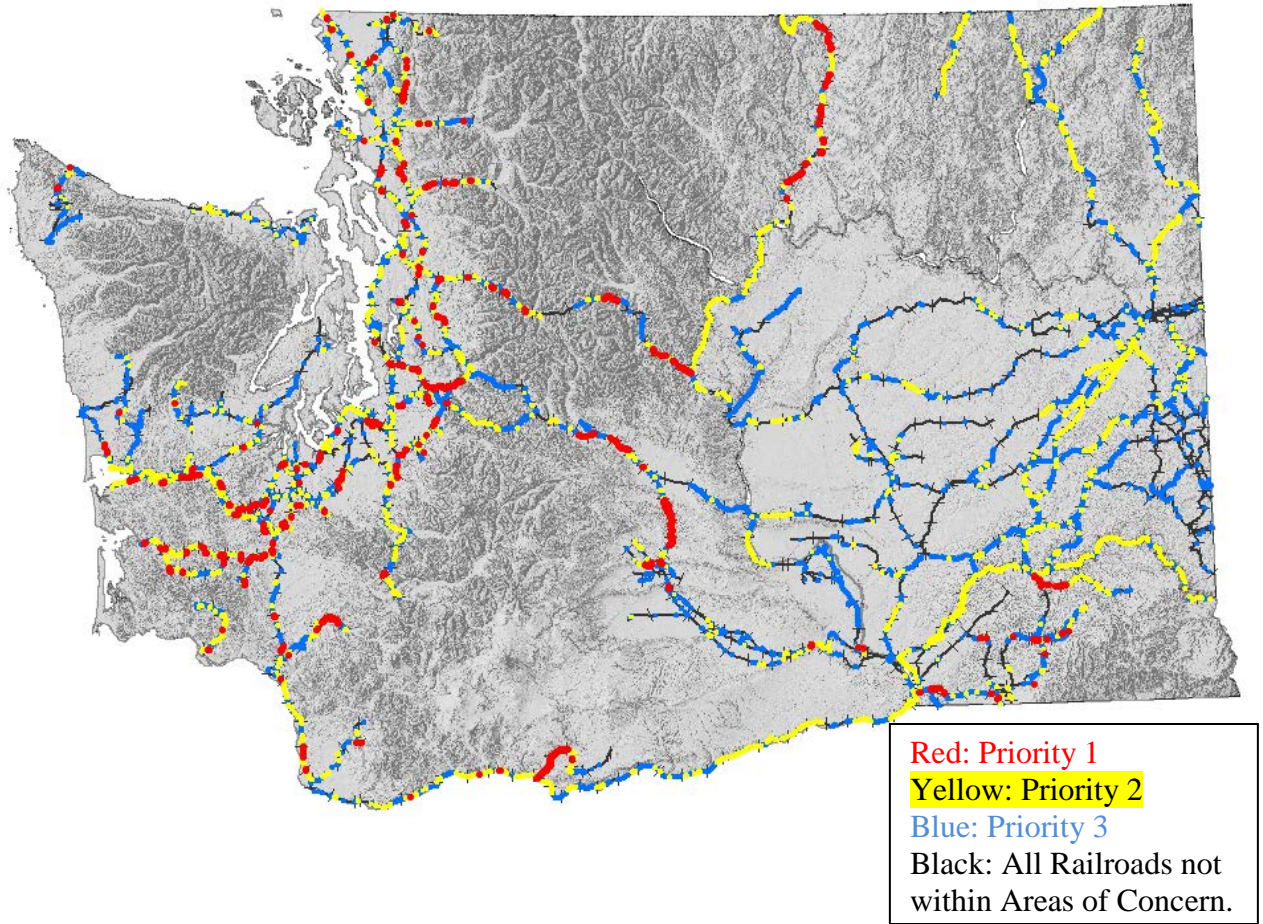 Red: Priority 1
Yellow: Priority 2
Blue: Priority 3
Black: All Railroads not
within Areas of Concern.